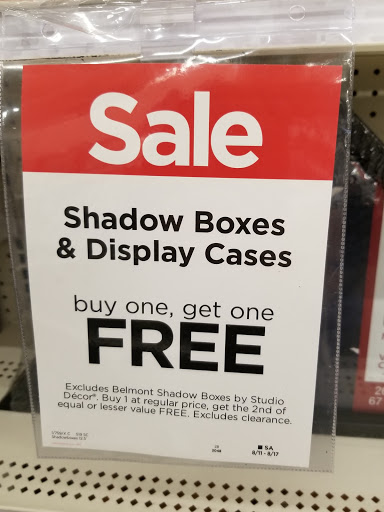 Sale
Shadow Boxes
& Display Cases
buy one, get one
FREE
Excludes Belmont Shadow Boxes by Studio
Décor®. Buy 1 at regular price, get the 2nd of
equal or lesser value FREE. Excludes clearance.
SA
8/11 - 8/17